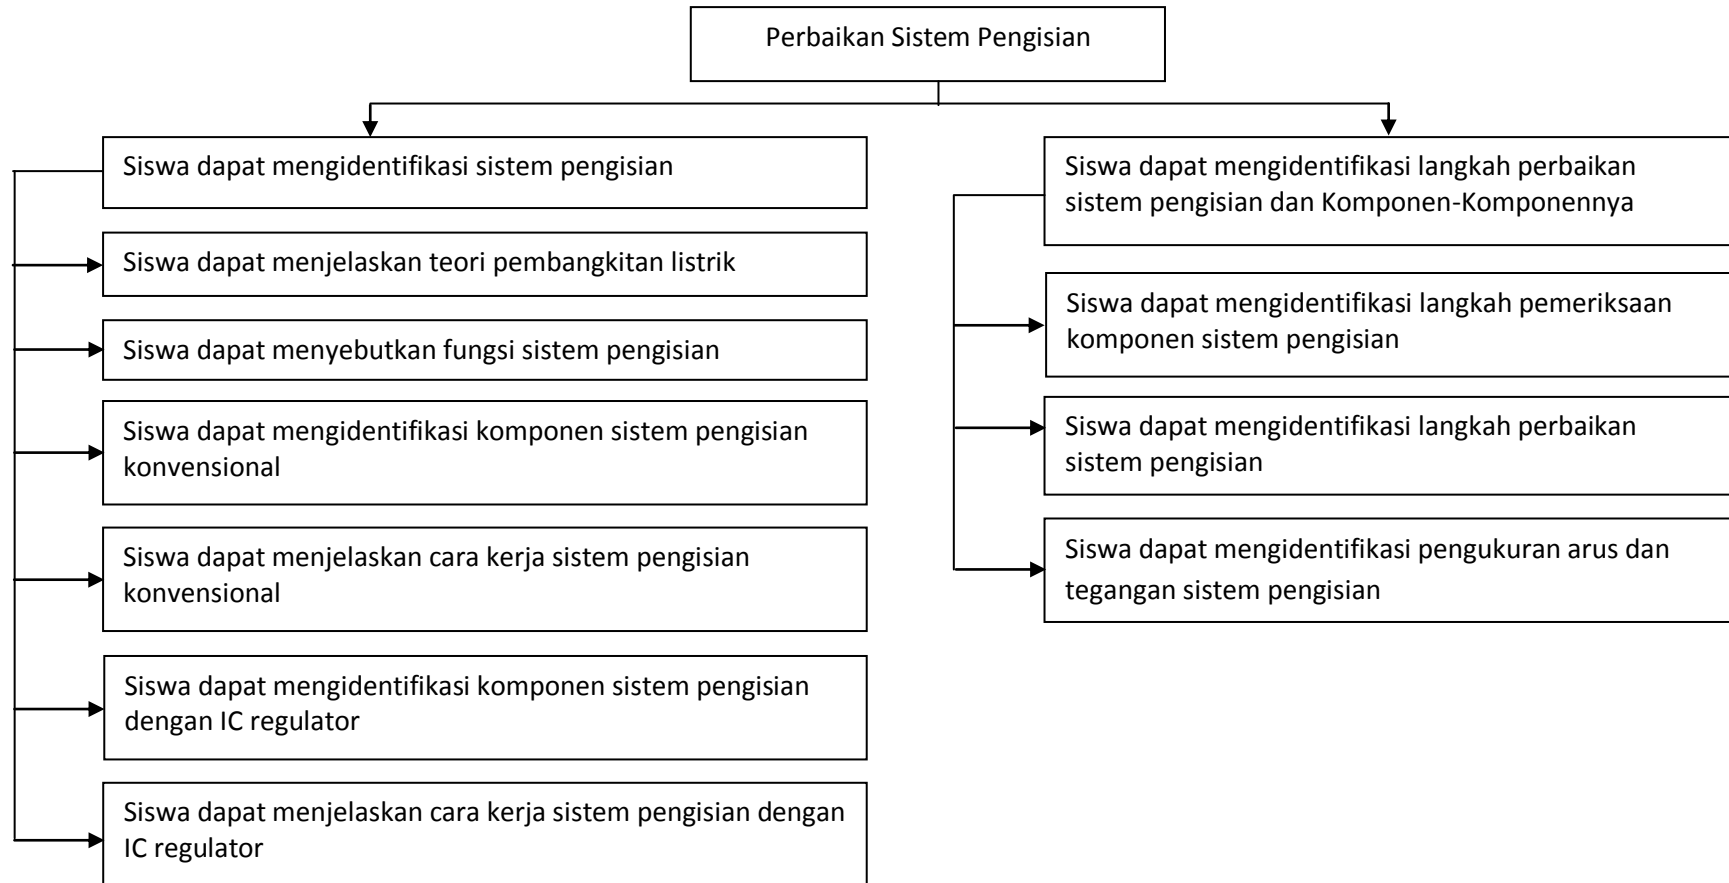 Perbaikan Sistem Pengisian
Siswa dapat mengidentifikasi sistem pengisian
Siswa dapat menjelaskan teori pembangkitan listrik
Siswa dapat menyebutkan fungsi sistem pengisian
Siswa dapat mengidentifikasi komponen sistem pengisian
konvensional
Siswa dapat menjelaskan cara kerja sistem pengisian
konvensional
Siswa dapat mengidentifikasi komponen sistem pengisian
dengan IC regulator
Siswa dapat menjelaskan cara kerja sistem pengisian dengan
IC regulator
Siswa dapat mengidentifikasi langkah perbaikan
sistem pengisian dan Komponen-Komponennya
Siswa dapat mengidentifikasi langkah pemeriksaan
komponen sistem pengisian
Siswa dapat mengidentifikasi langkah perbaikan
sistem pengisian
Siswa dapat mengidentifikasi pengukuran arus dan
tegangan sistem pengisian